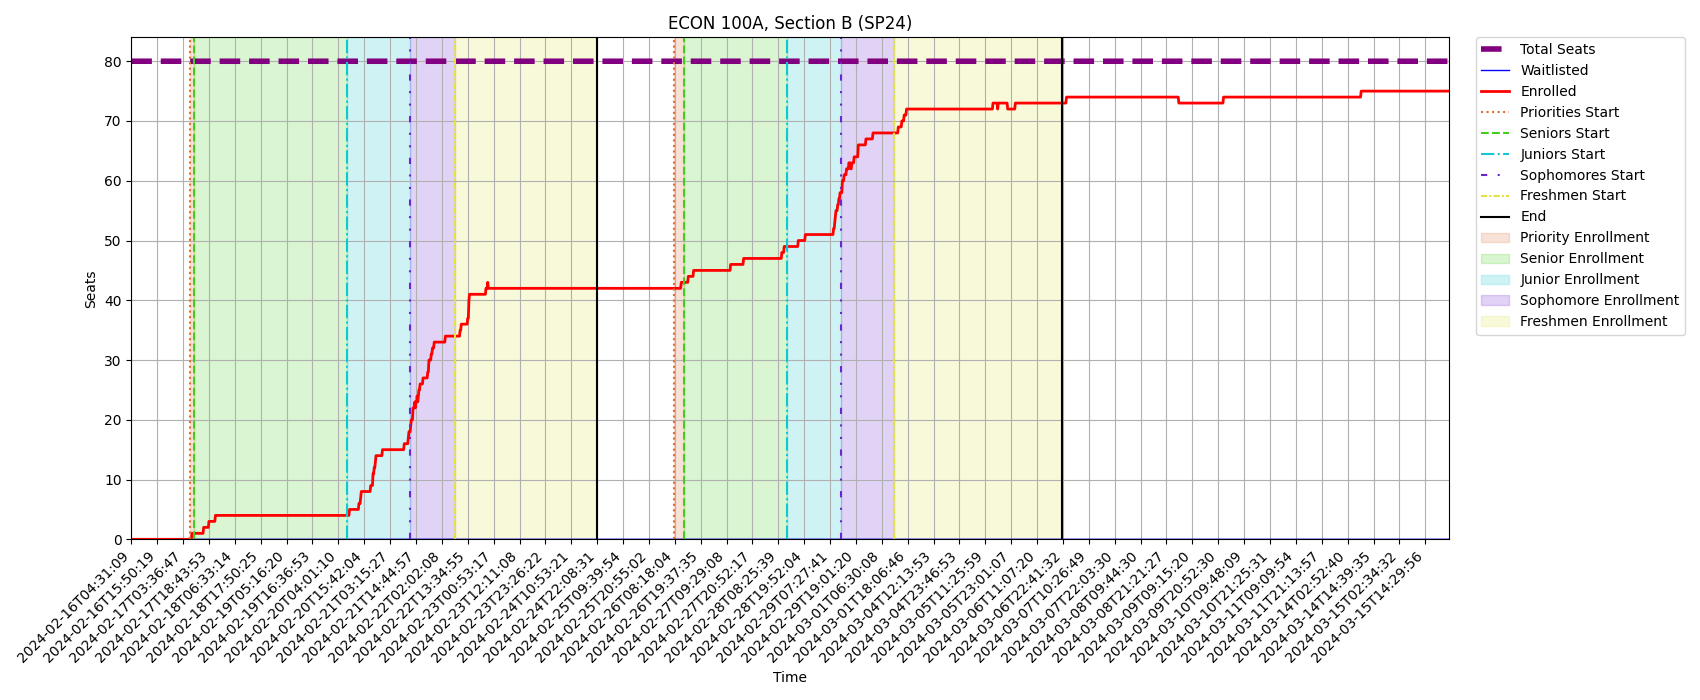 ECON 100A, Section B (SP24)
Seats
80
70
60
50
40
30
20
10
0
2024-02-16T04:31:09
2024-02-16T15:50:19
2024-02-17T03:36:47
2024-02-17T18:43:53
2024-02-18T06:33:14
2024-02-18T17:50:25
2024-02-19T05:16:20
2024-02-19T16:36:53
2024-02-20T04:01:10
2024-02-20T15:42:04
2024-02-21T03:15:27
2024-02-21T14:44:57
2024-02-22T02:02:08
2024-02-22T13:34:55
2024-02-23T00:53:17
2024-02-23T12:11:08
2024-02-23T23:26:22
2024-02-24T10:53:21
2024-02-24T22:08:31
2024-02-25T09:39:54
2024-02-25T20:55:02
2024-02-26T08:18:04
2024-02-26T19:37:35
2024-02-27T09:29:08
2024-02-27T20:52:17
2024-02-28T08:25:39
2024-02-28T19:52:04
2024-02-29T07:27:41
2024-02-29T19:01:20
2024-03-01T06:30:08
2024-03-01T18:06:46
2024-03-04T12:13:53
2024-03-04T23:46:53
2024-03-05T11:25:59
2024-03-05T23:01:07
2024-03-06T11:07:20
2024-03-06T22:41:32
2024-03-07T10:26:49
2024-03-07T22:03:30
2024-03-08T09:44:30
2024-03-08T21:21:27
2024-03-09T09:15:20
2024-03-09T20:52:30
2024-03-10T09:48:09
2024-03-10T21:25:31
2024-03-11T09:09:54
2024-03-11T21:13:57
2024-03-14T02:52:40
2024-03-14T14:39:35
2024-03-15T02:34:32
2024-03-15T14:29:56
Time
Total Seats
Waitlisted
Enrolled
Priorities Start
Seniors Start
Juniors Start
Sophomores Start
Freshmen Start
End
Priority Enrollment
Senior Enrollment
Junior Enrollment
Sophomore Enrollment
Freshmen Enrollment